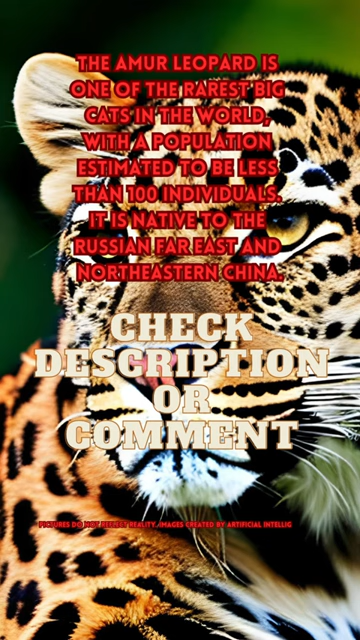 THE AMUR LEOPARD IS
ONE OF THE RAREST BIG
CATS IN THE WORLD,
WITH A POPULATION
ESTIMATED TO BE LESS
THAN 100 INDIVIDUALS.
IT IS NATIVE TO THE
RUSSIAN FAR EAST AND
NORTHEASTERN CHINA.
CHECK
DESCRIPTION
OR
COMMENT
PICTURES DO NOT REFLECT REALITY. IMAGES CREATED BY ARTIFICIAL INTELLIG